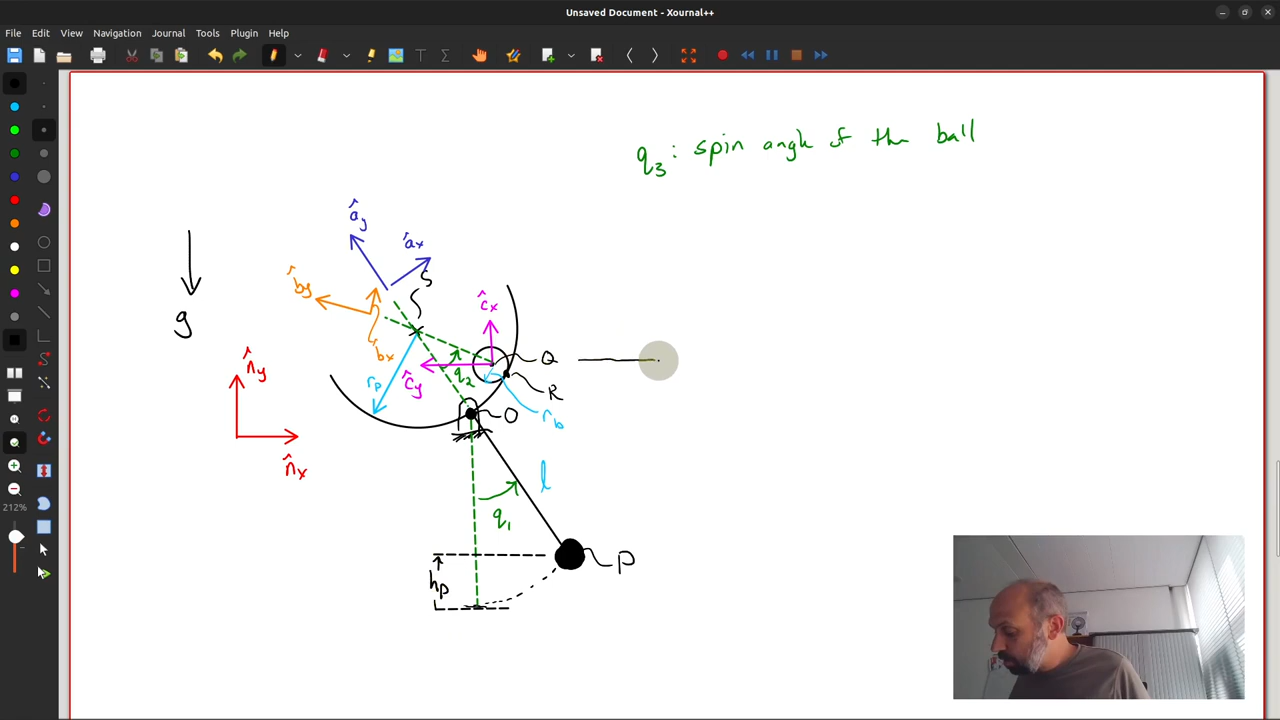 Unsaved Document - Xournal++
File Edit View Navigation Journal Tools Plugin Help
212%
q₃: spin angle of the ball
g
n̂y
n̂x
ây
âx
S
b̂y
b̂x
ĉx
ĉy
q₂
rp
Q
R
O
rb
l
q₁
hp
P